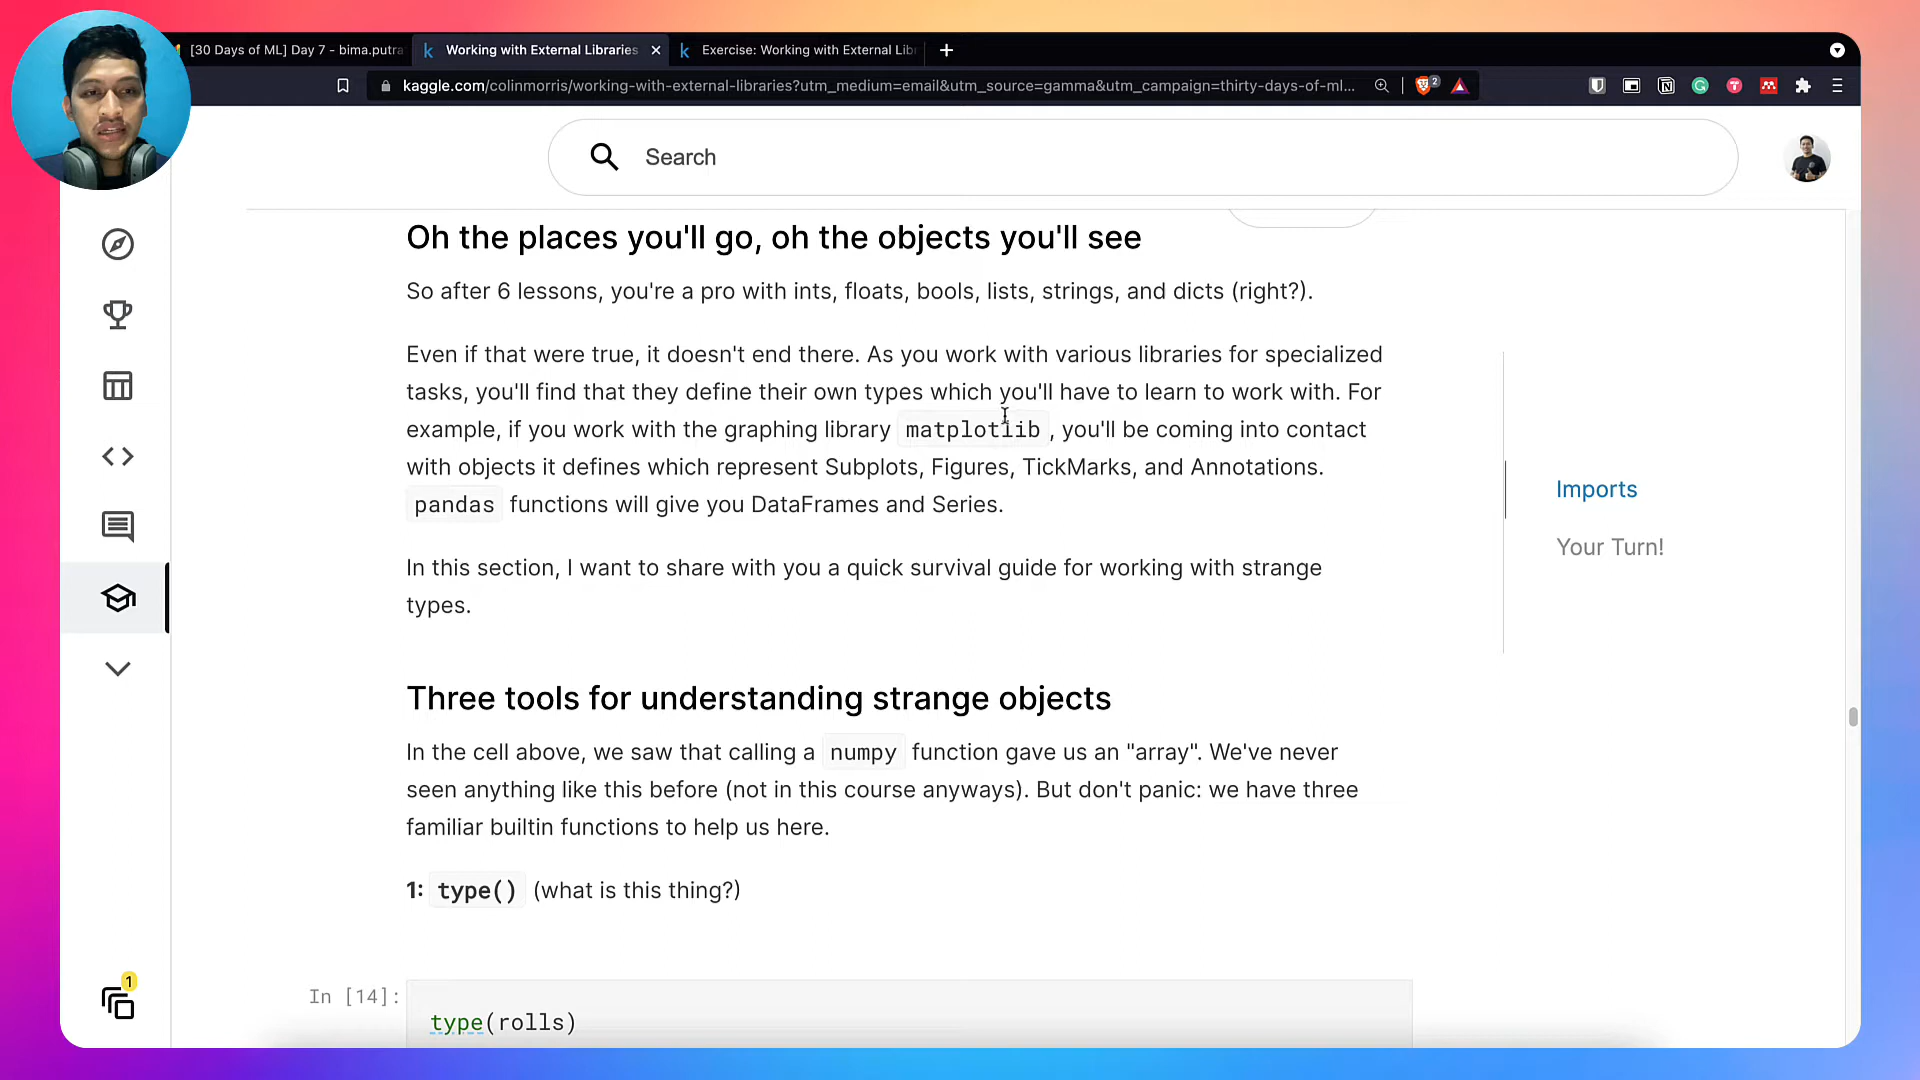 [30 Days of ML] Day 7 - bima.putra
Working with External Libraries
Exercise: Working with External Lib
kaggle.com/colinmorris/working-with-external-libraries?utm_medium=email&utm_source=gamma&utm_campaign=thirty-days-of-ml...
2
Search
Oh the places you'll go, oh the objects you'll see
So after 6 lessons, you're a pro with ints, floats, bools, lists, strings, and dicts (right?).
Even if that were true, it doesn't end there. As you work with various libraries for specialized
tasks, you'll find that they define their own types which you'll have to learn to work with. For
example, if you work with the graphing library matplotlib, you'll be coming into contact
with objects it defines which represent Subplots, Figures, TickMarks, and Annotations.
pandas functions will give you DataFrames and Series.
In this section, I want to share with you a quick survival guide for working with strange
types.
Imports
Your Turn!
Three tools for understanding strange objects
In the cell above, we saw that calling a numpy function gave us an "array". We've never
seen anything like this before (not in this course anyways). But don't panic: we have three
familiar builtin functions to help us here.
1: type() (what is this thing?)
1
In [14]:
type(rolls)